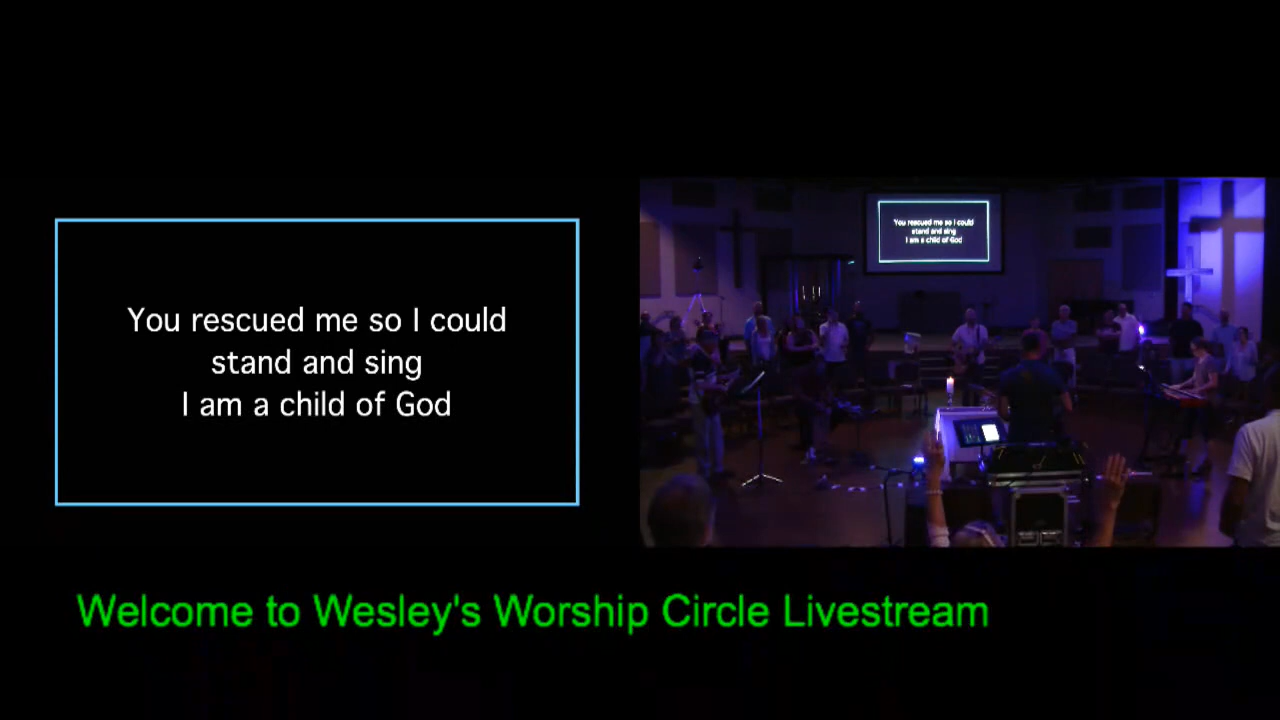 You rescued me so I could
stand and sing
I am a child of God
You rescued me so I could
stand and sing
I am a child of God
Welcome to Wesley's Worship Circle Livestream